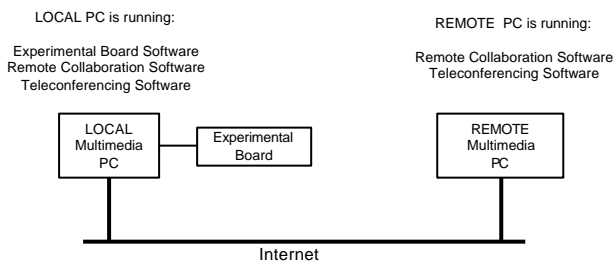 LOCAL PC is running:
Experimental Board Software
Remote Collaboration Software
Teleconferencing Software
REMOTE PC is running:
Remote Collaboration Software
Teleconferencing Software
LOCAL
Multimedia
PC
Experimental
Board
REMOTE
Multimedia
PC
Internet